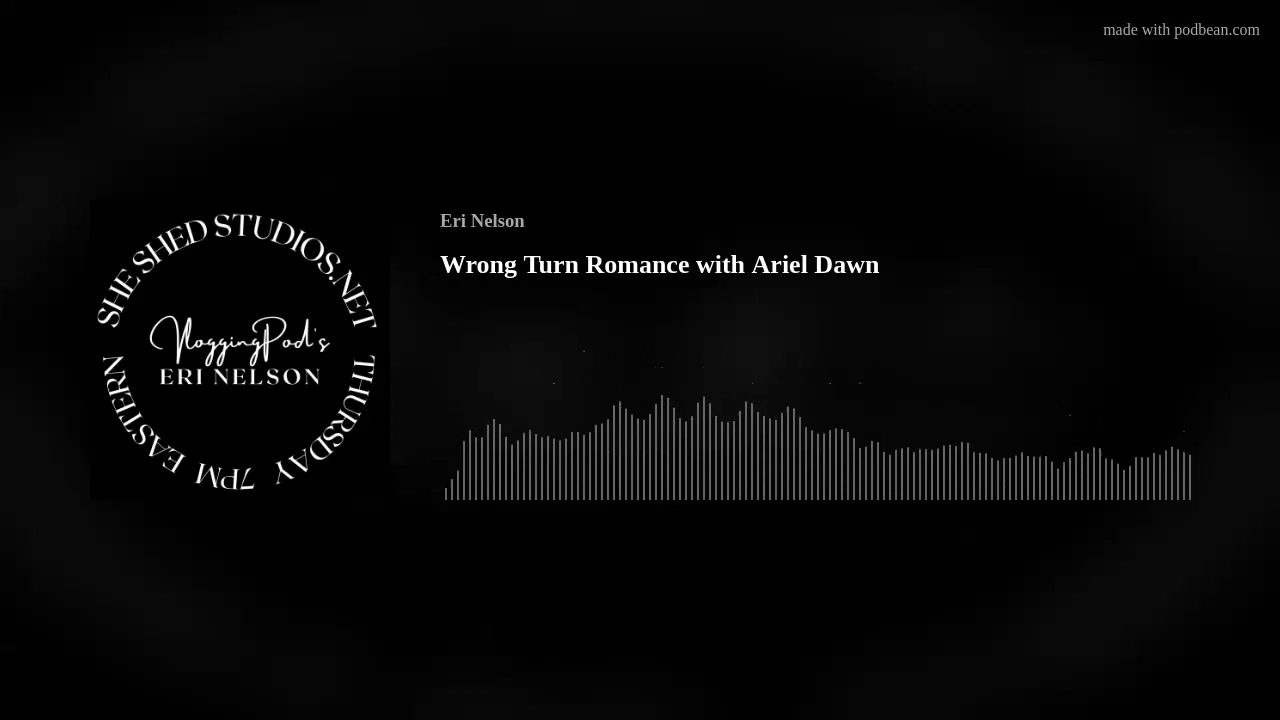 made with podbean.com
SHE SHED STUDIOS.NET
THURSDAY 7PM EASTERN
VloggingPod's
ERI NELSON
Eri Nelson
Wrong Turn Romance with Ariel Dawn